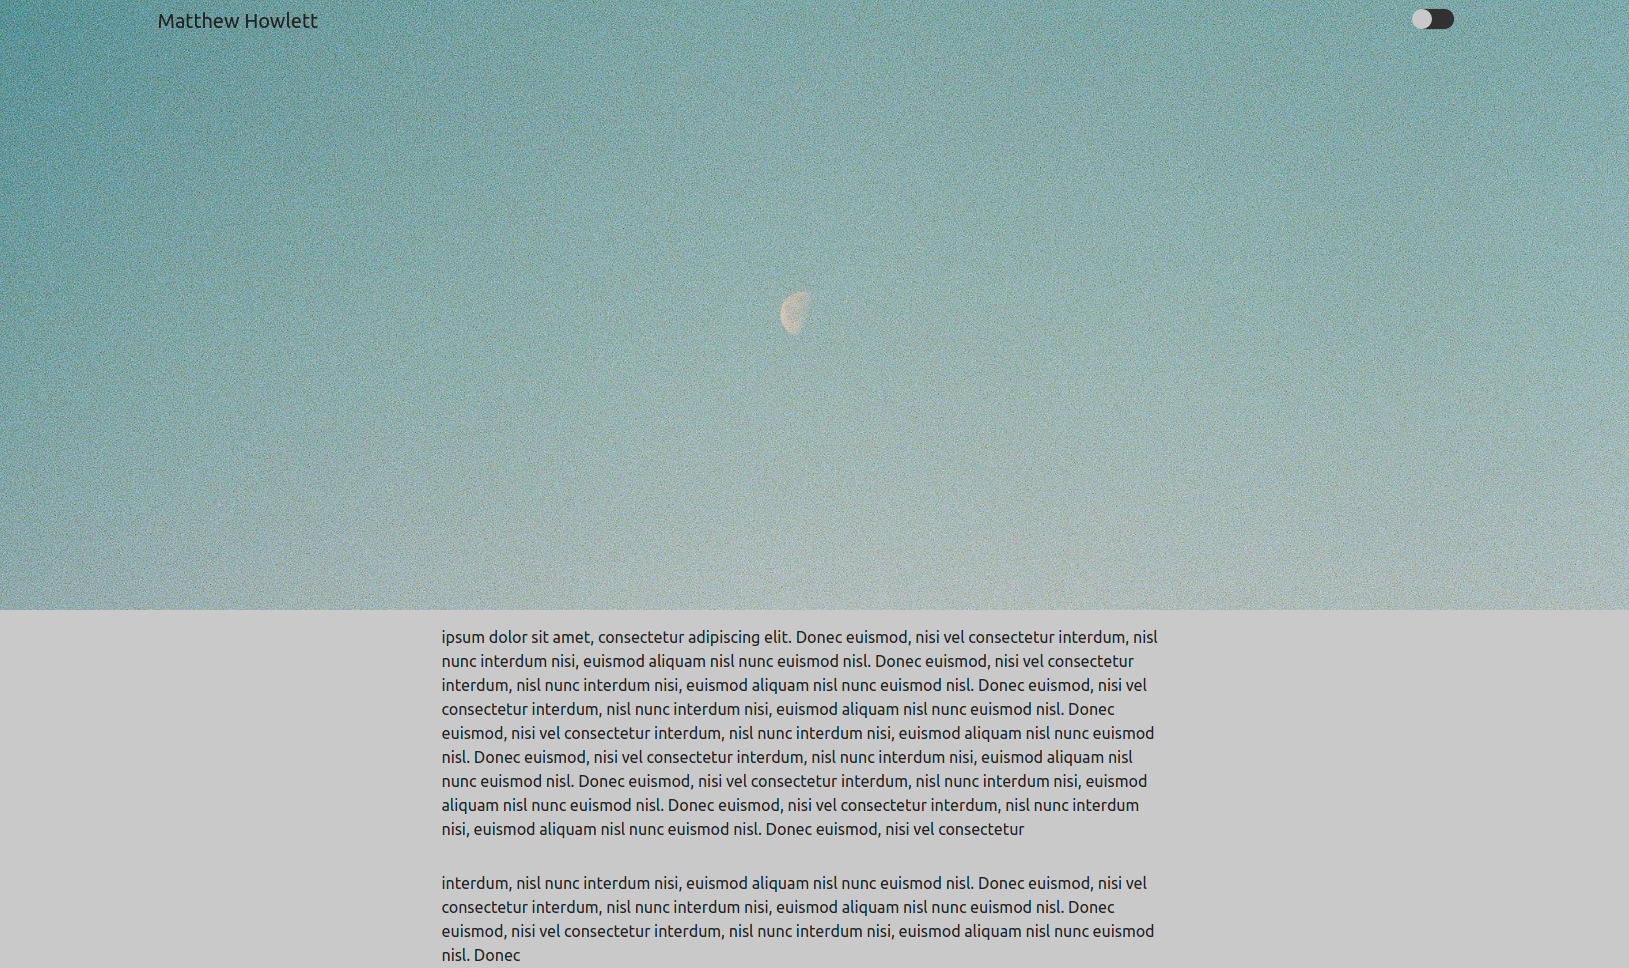 Matthew Howlett
ipsum dolor sit amet, consectetur adipiscing elit. Donec euismod, nisi vel consectetur interdum, nisl
nunc interdum nisi, euismod aliquam nisl nunc euismod nisl. Donec euismod, nisi vel consectetur
interdum, nisl nunc interdum nisi, euismod aliquam nisl nunc euismod nisl. Donec euismod, nisi vel
consectetur interdum, nisl nunc interdum nisi, euismod aliquam nisl nunc euismod nisl. Donec
euismod, nisi vel consectetur interdum, nisl nunc interdum nisi, euismod aliquam nisl nunc euismod
nisl. Donec euismod, nisi vel consectetur interdum, nisl nunc interdum nisi, euismod aliquam nisl
nunc euismod nisl. Donec euismod, nisi vel consectetur interdum, nisl nunc interdum nisi, euismod
aliquam nisl nunc euismod nisl. Donec euismod, nisi vel consectetur interdum, nisl nunc interdum
nisi, euismod aliquam nisl nunc euismod nisl. Donec euismod, nisi vel consectetur
interdum, nisl nunc interdum nisi, euismod aliquam nisl nunc euismod nisl. Donec euismod, nisi vel
consectetur interdum, nisl nunc interdum nisi, euismod aliquam nisl nunc euismod nisl. Donec
euismod, nisi vel consectetur interdum, nisl nunc interdum nisi, euismod aliquam nisl nunc euismod
nisl. Donec